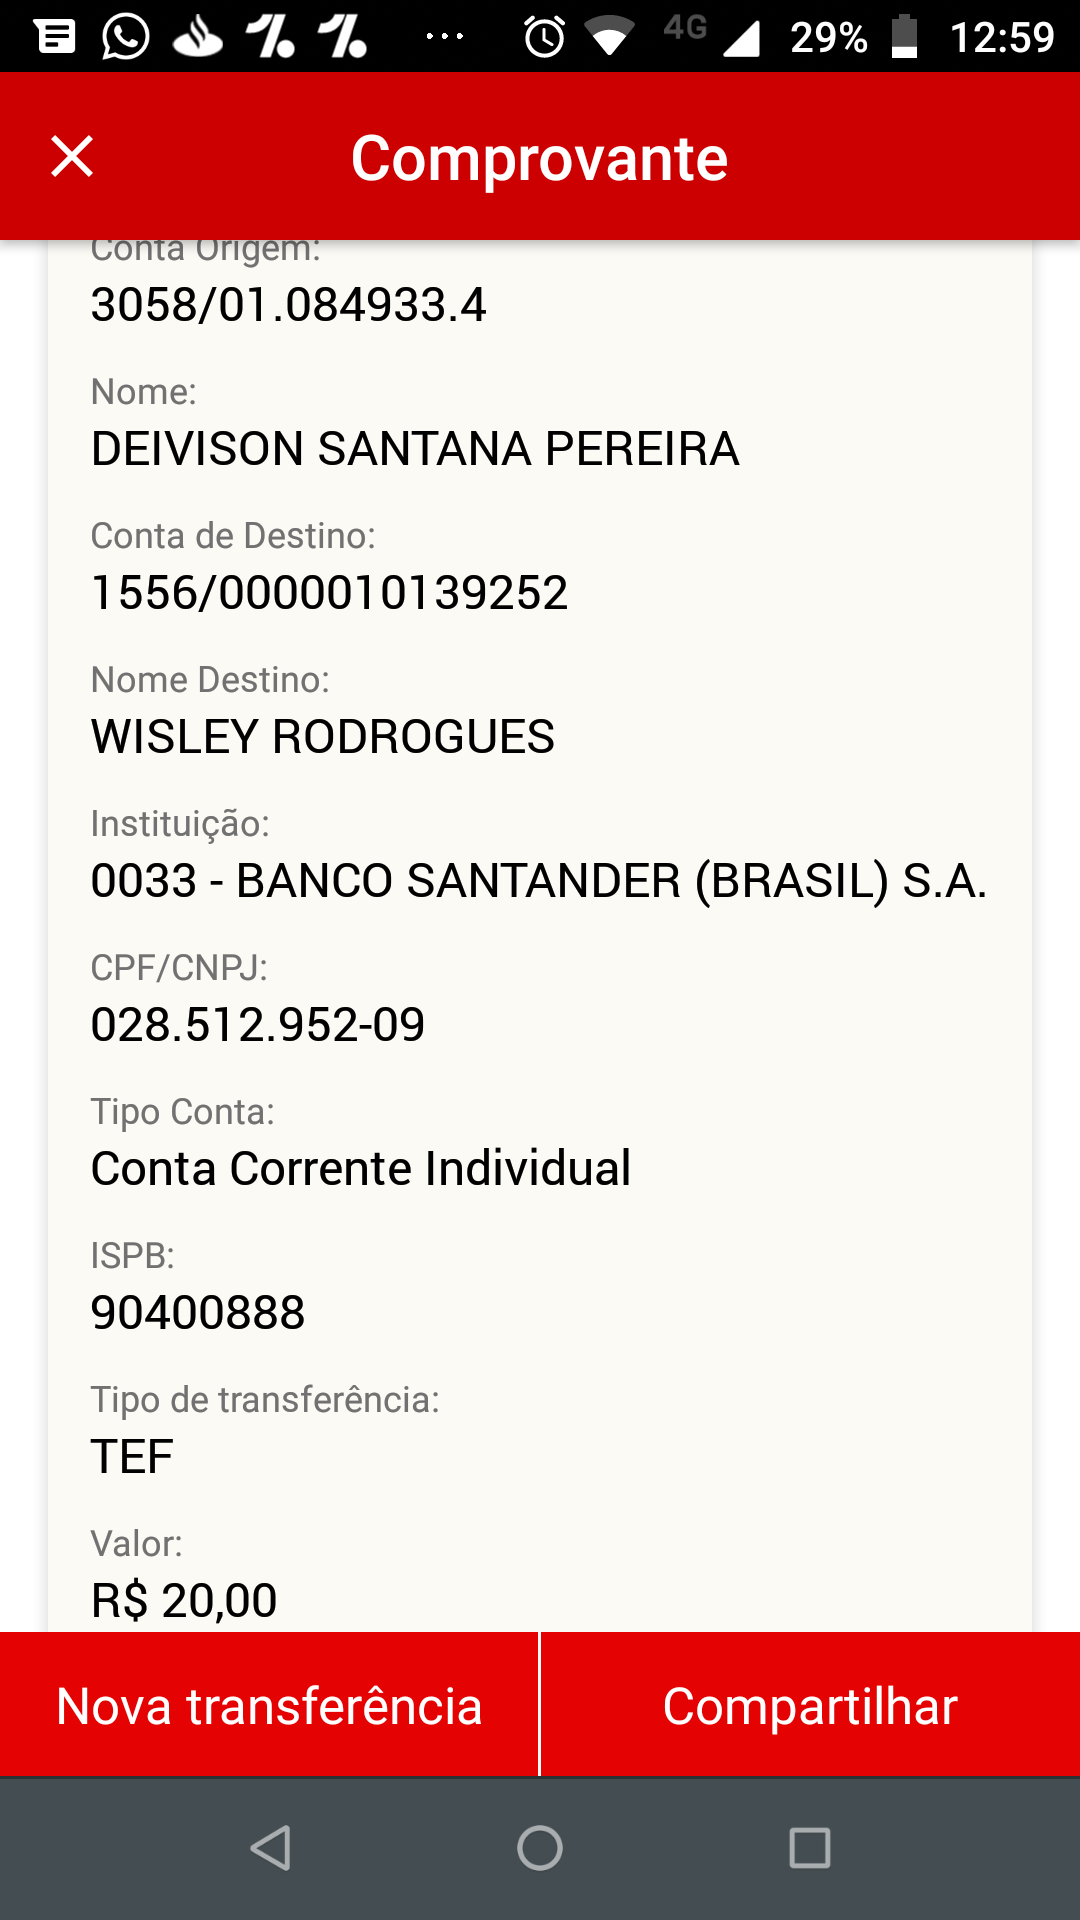 4G 29% 12:59
Comprovante
Conta Origem:
3058/01.084933.4
Nome:
DEIVISON SANTANA PEREIRA
Conta de Destino:
1556/0000010139252
Nome Destino:
WISLEY RODROGUES
Instituição:
0033 - BANCO SANTANDER (BRASIL) S.A.
CPF/CNPJ:
028.512.952-09
Tipo Conta:
Conta Corrente Individual
ISPB:
90400888
Tipo de transferência:
TEF
Valor:
R$ 20,00
Nova transferência
Compartilhar